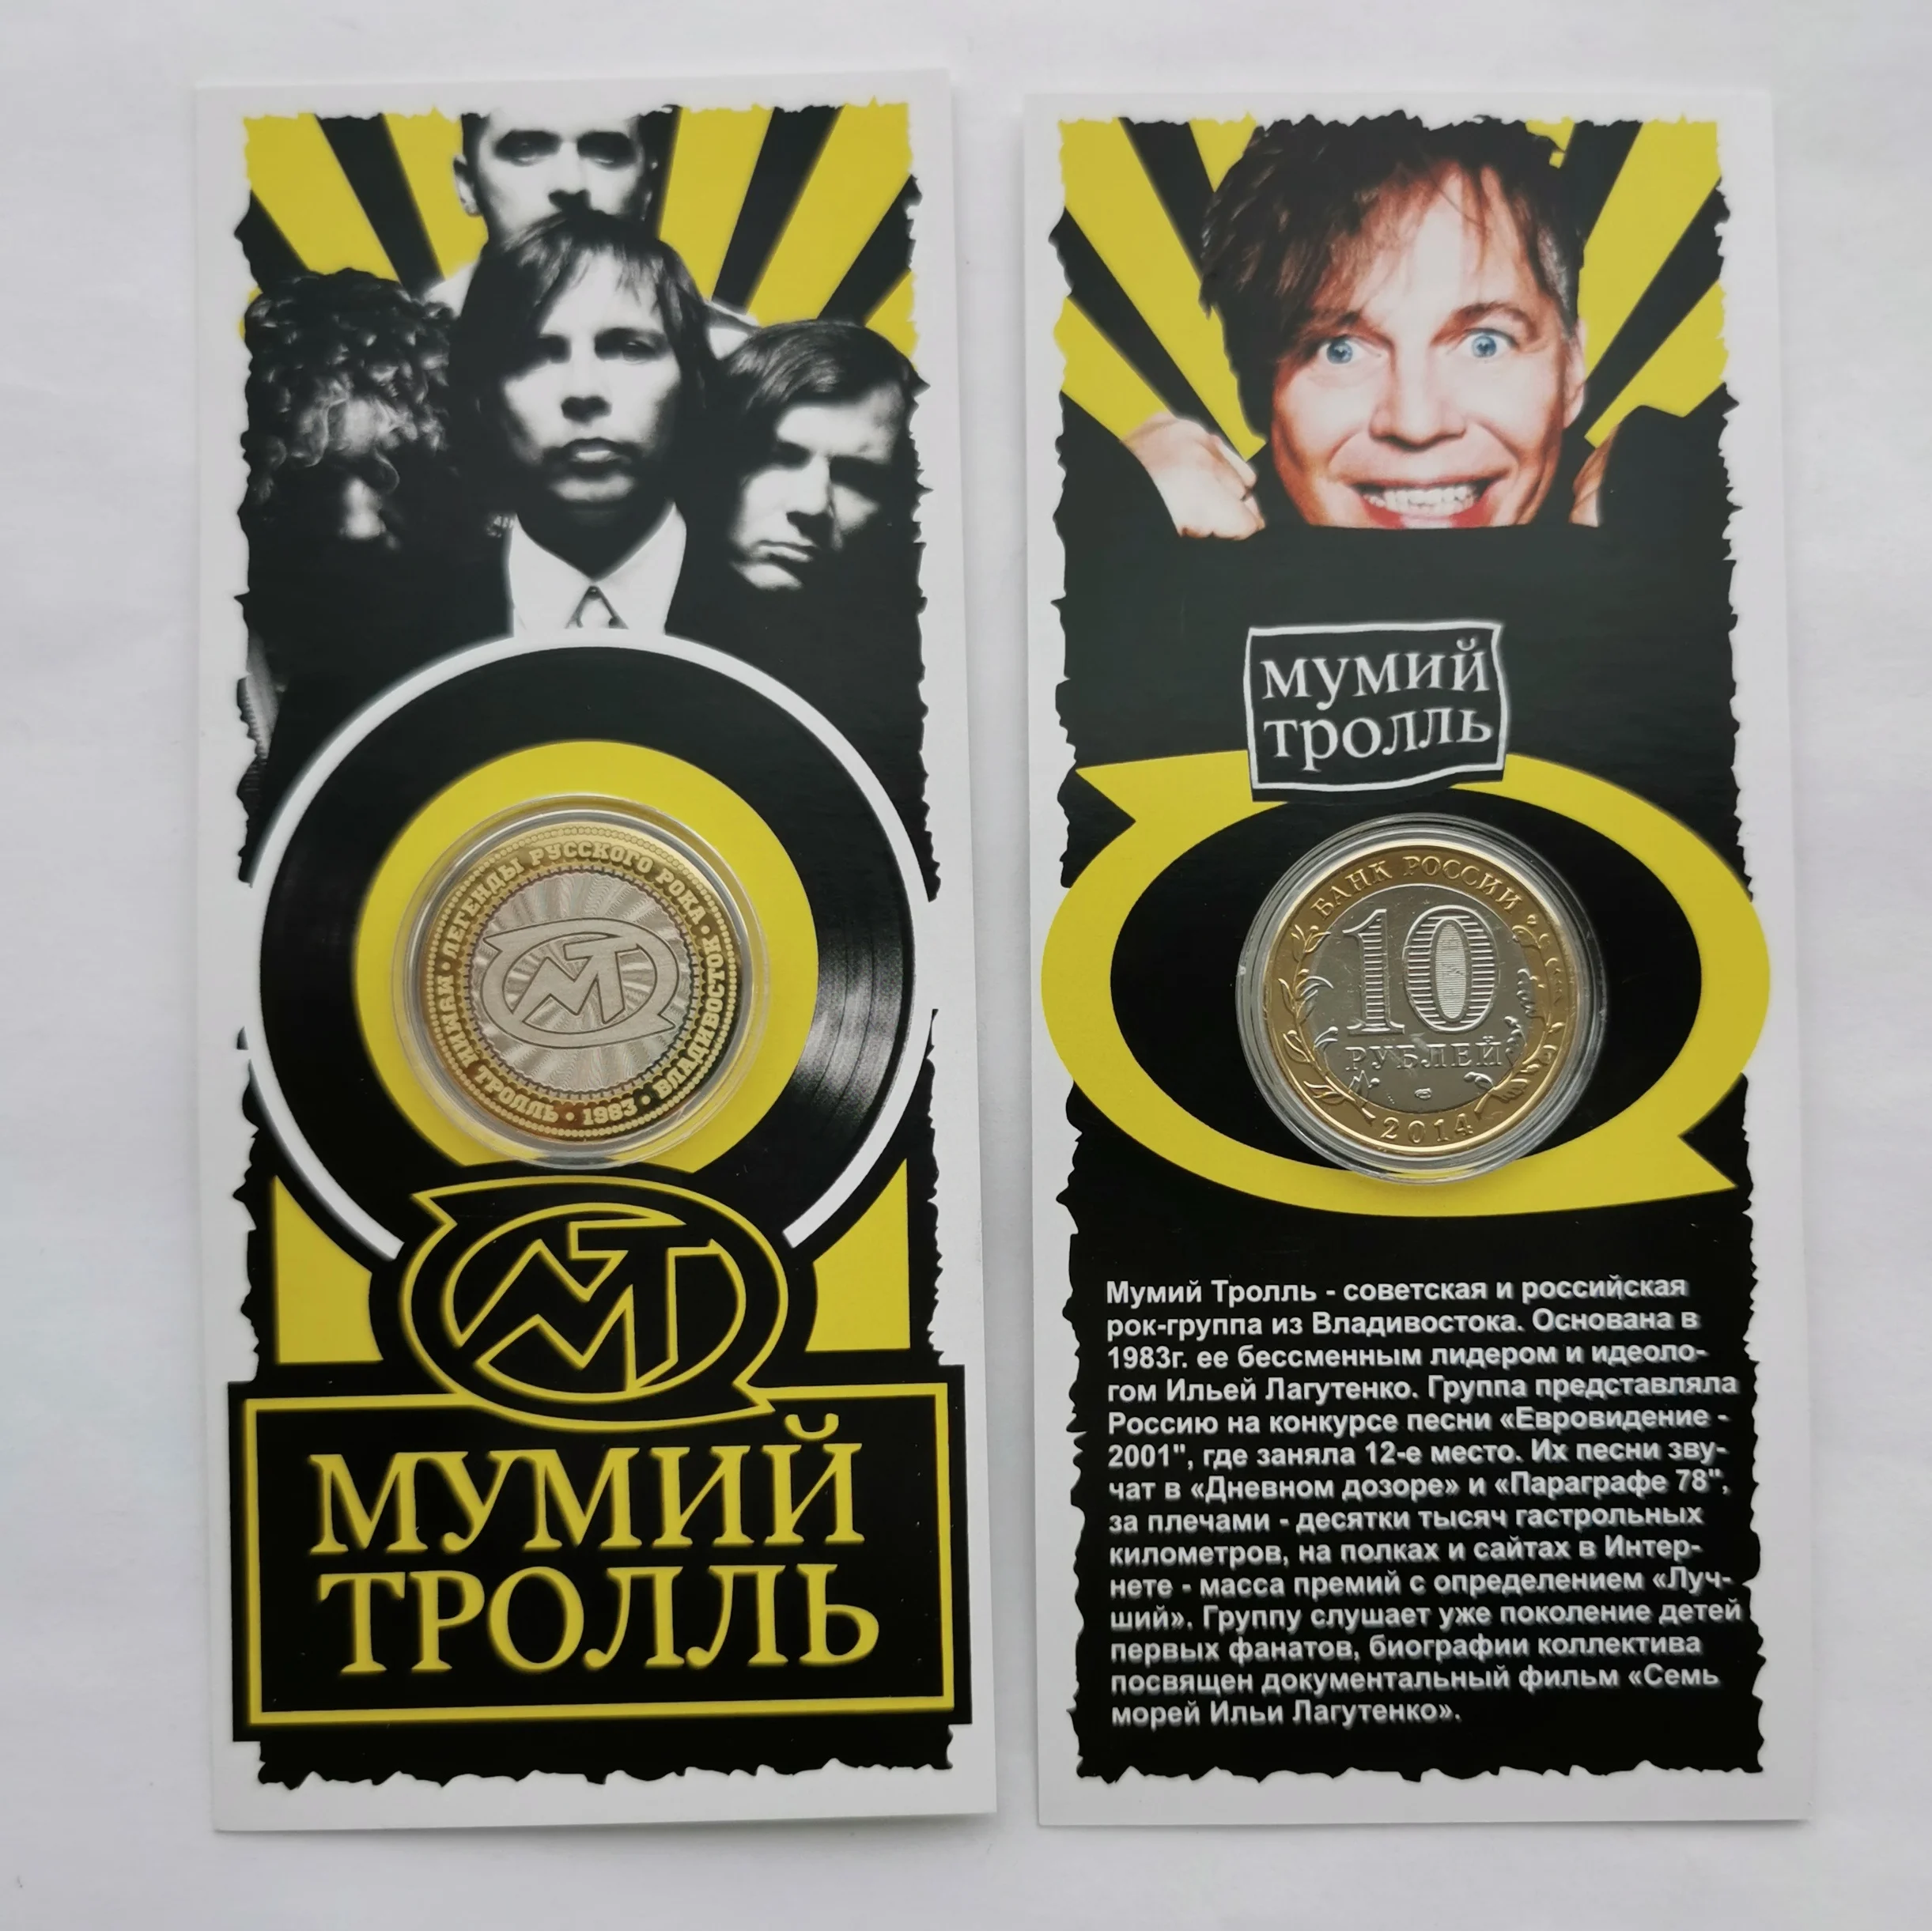 ЛЕГЕНДЫ РУССКОГО РОКА • ВЛАДИВОСТОК • 1983 • МУМИЙ ТРОЛЛЬ •
МТ
МТ
МУМИЙ
ТРОЛЛЬ
мумий
тролль
БАНК РОССИИ
10
РУБЛЕЙ
2014
Мумий Тролль - советская и российская
рок-группа из Владивостока. Основана в
1983г. ее бессменным лидером и идеоло-
гом Ильей Лагутенко. Группа представляла
Россию на конкурсе песни «Евровидение -
2001", где заняла 12-е место. Их песни зву-
чат в «Дневном дозоре» и «Параграфе 78",
за плечами - десятки тысяч гастрольных
километров, на полках и сайтах в Интер-
нете - масса премий с определением «Луч-
ший». Группу слушает уже поколение детей
первых фанатов, биографии коллектива
посвящен документальный фильм «Семь
морей Ильи Лагутенко».